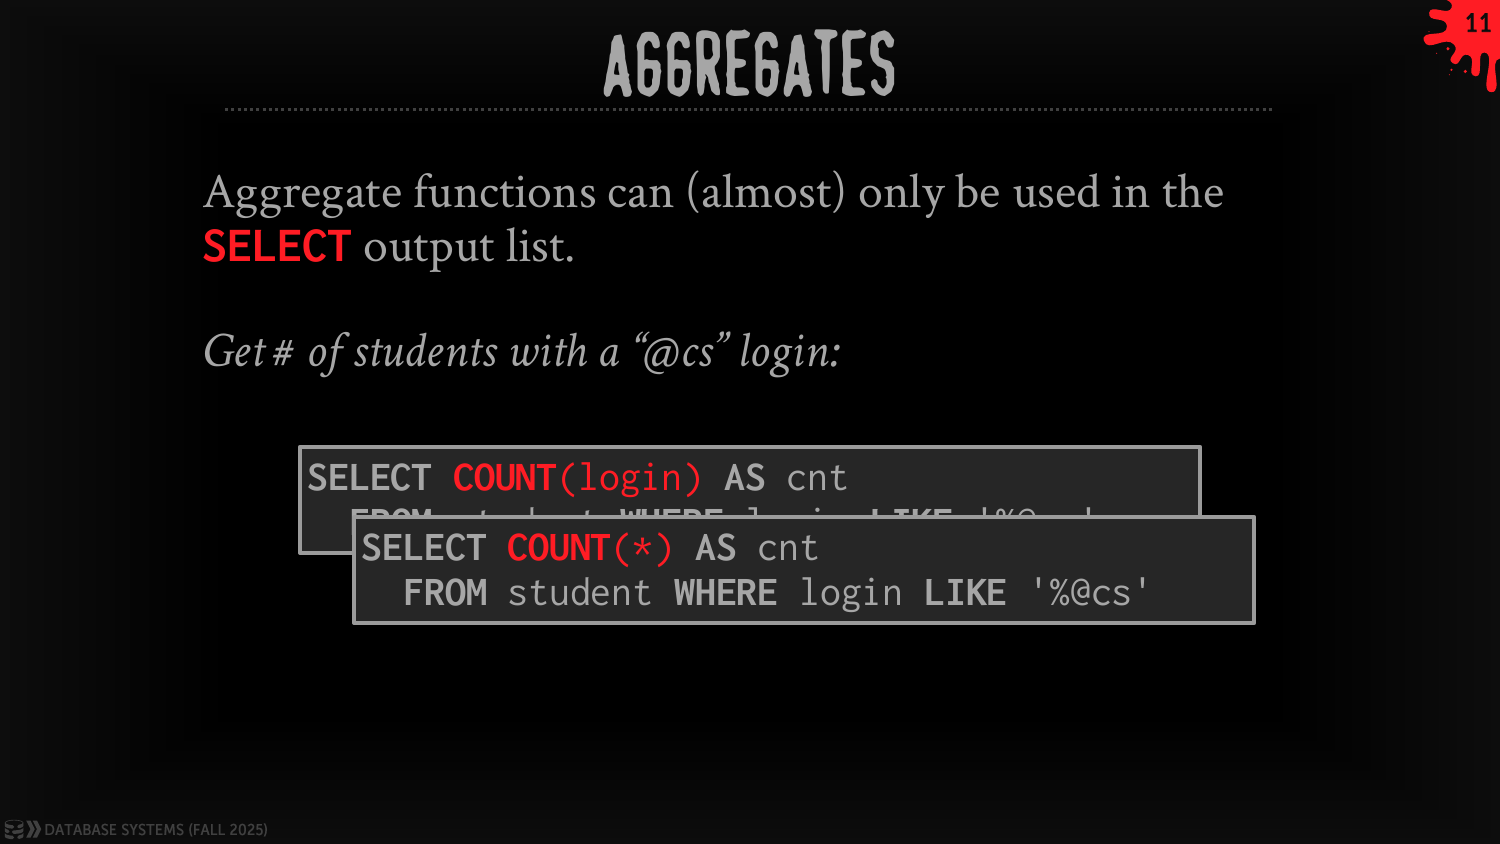 11
AGGREGATES
Aggregate functions can (almost) only be used in the
SELECT output list.
Get # of students with a “@cs” login:
SELECT COUNT(login) AS cnt
SELECT COUNT(*) AS cnt
FROM student WHERE login LIKE '%@cs'
DATABASE SYSTEMS (FALL 2025)